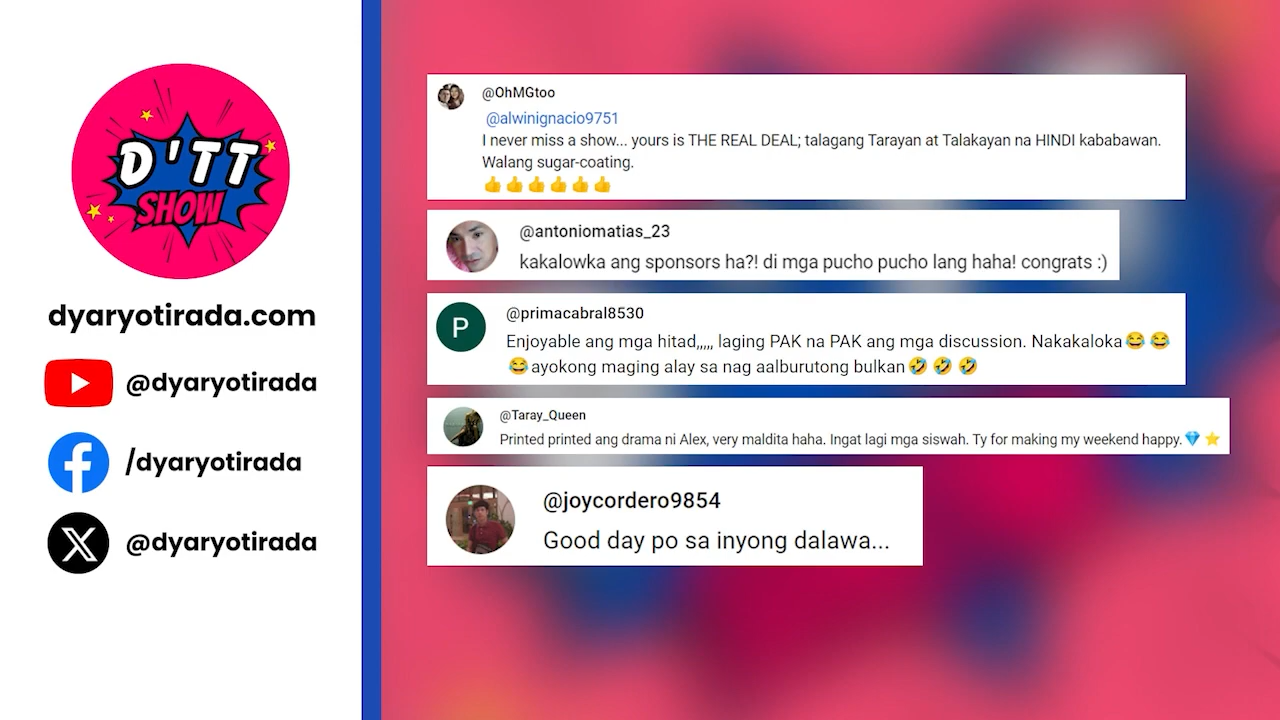 D'TT
SHOW
dyaryotirada.com
@dyaryotirada
/dyaryotirada
@dyaryotirada
@OhMGtoo
@alwinignacio9751
I never miss a show... yours is THE REAL DEAL; talagang Tarayan at Talakayan na HINDI kababawan.
Walang sugar-coating.
👍👍👍👍👍👍
@antoniomatias_23
kakalowka ang sponsors ha?! di mga pucho pucho lang haha! congrats :)
P
@primacabral8530
Enjoyable ang mga hitad,,,,, laging PAK na PAK ang mga discussion. Nakakaloka😂😂
😂ayokong maging alay sa nag aalburutong bulkan🤣🤣🤣
@Taray_Queen
Printed printed ang drama ni Alex, very maldita haha. Ingat lagi mga siswah. Ty for making my weekend happy.💎⭐
@joycordero9854
Good day po sa inyong dalawa...